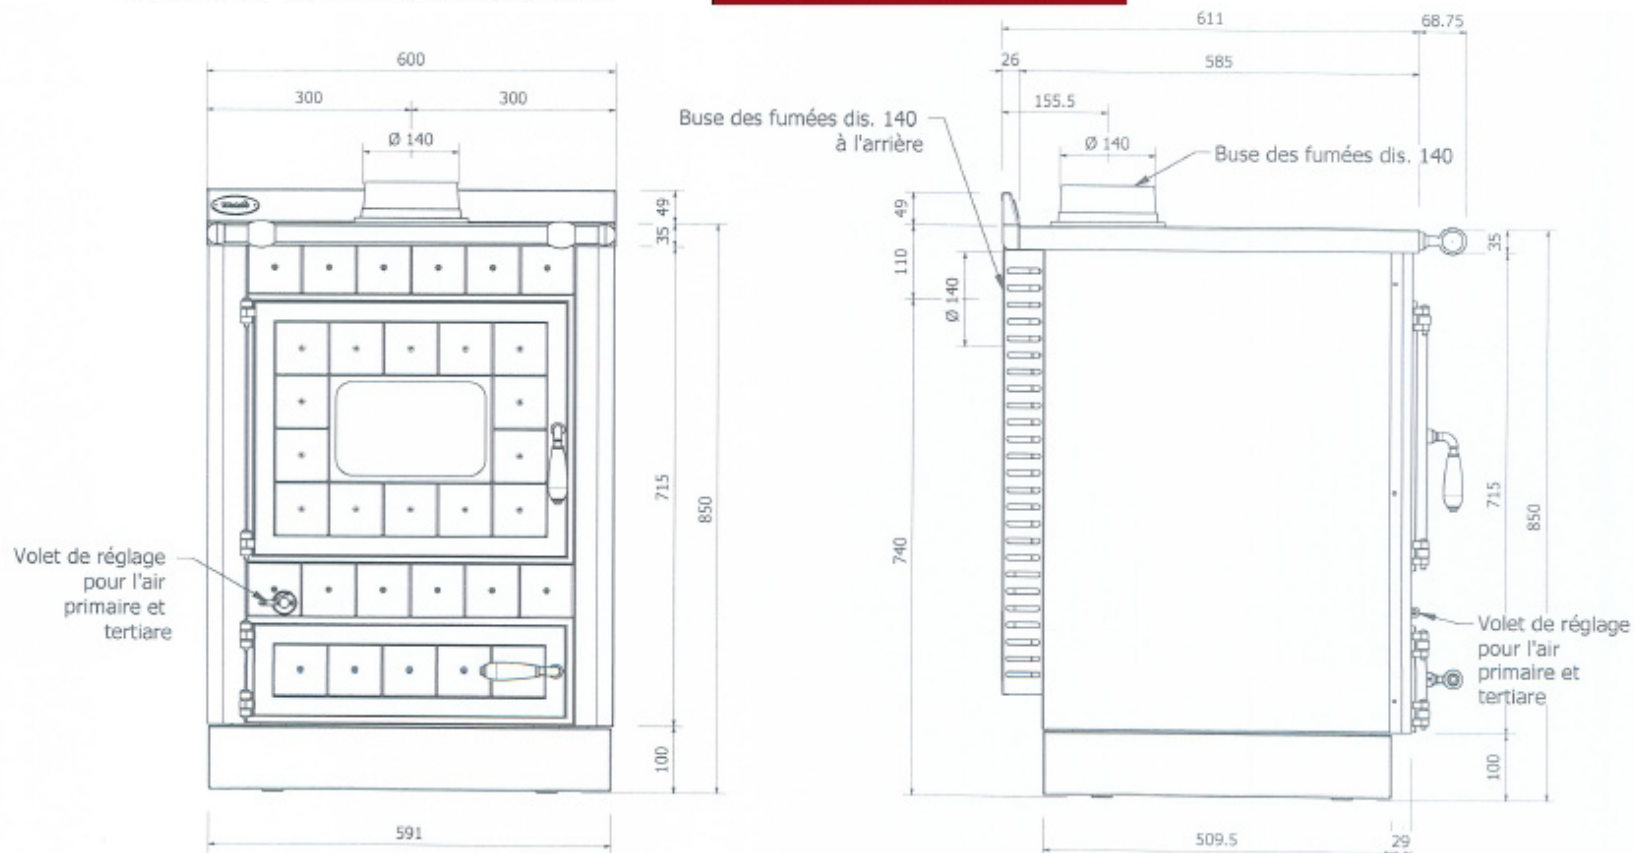 600
300
300
Ø 140
49
35
715
850
100
591
Volet de réglage
pour l'air
primaire et
tertiare
611
68.75
26
585
155.5
Buse des fumées dis. 140
à l'arrière
Ø 140
Buse des fumées dis. 140
49
110
Ø 140
740
35
715
850
100
Volet de réglage
pour l'air
primaire et
tertiare
509.5
29